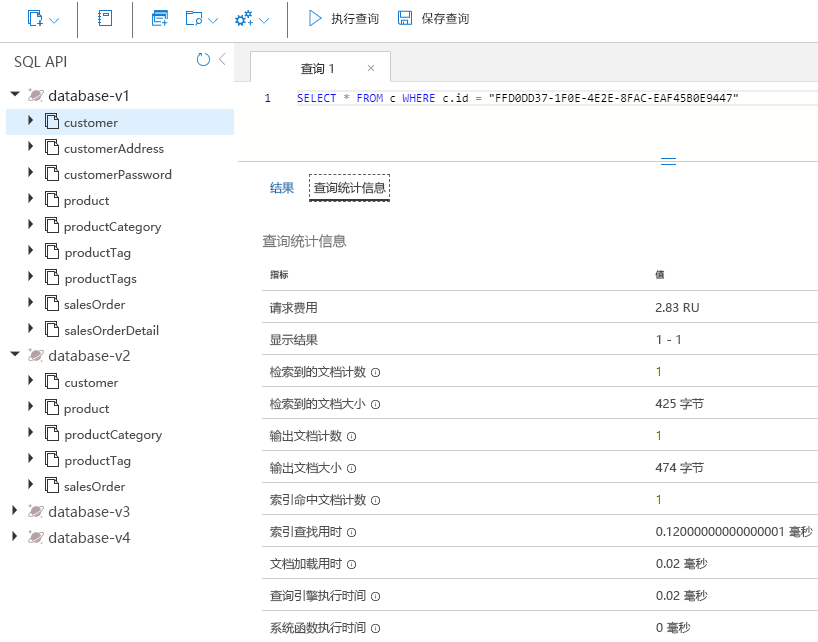 执行查询 保存查询
SQL API
database-v1
customer
customerAddress
customerPassword
product
productCategory
productTag
productTags
salesOrder
salesOrderDetail
database-v2
customer
product
productCategory
productTag
salesOrder
database-v3
database-v4
查询 1 ×
1 SELECT * FROM c WHERE c.id = "FFD0DD37-1F0E-4E2E-8FAC-EAF45B0E9447"
结果 查询统计信息
查询统计信息
指标 值
请求费用 2.83 RU
显示结果 1 - 1
检索到的文档计数 1
检索到的文档大小 425 字节
输出文档计数 1
输出文档大小 474 字节
索引命中文档计数 1
索引查找用时 0.12000000000000001 毫秒
文档加载用时 0.02 毫秒
查询引擎执行时间 0.02 毫秒
系统函数执行时间 0 毫秒